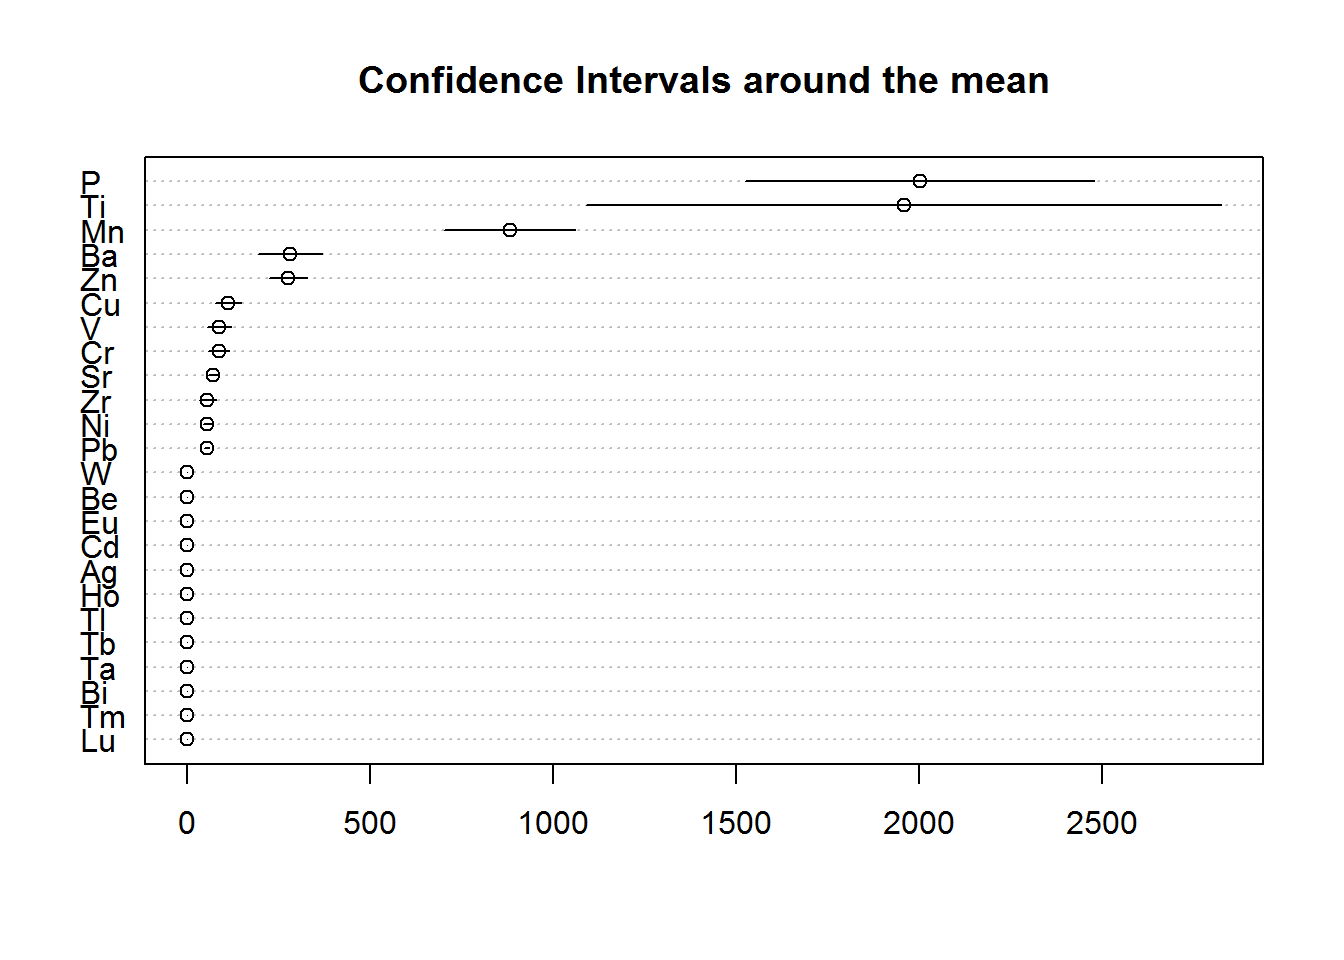 Confidence Intervals around the mean
P
Ti
Mn
Ba
Zn
Cu
V
Cr
Sr
Zr
Ni
Pb
W
Be
Eu
Cd
Ag
Ho
Tl
Tb
Ta
Bi
Tm
Lu
0 500 1000 1500 2000 2500